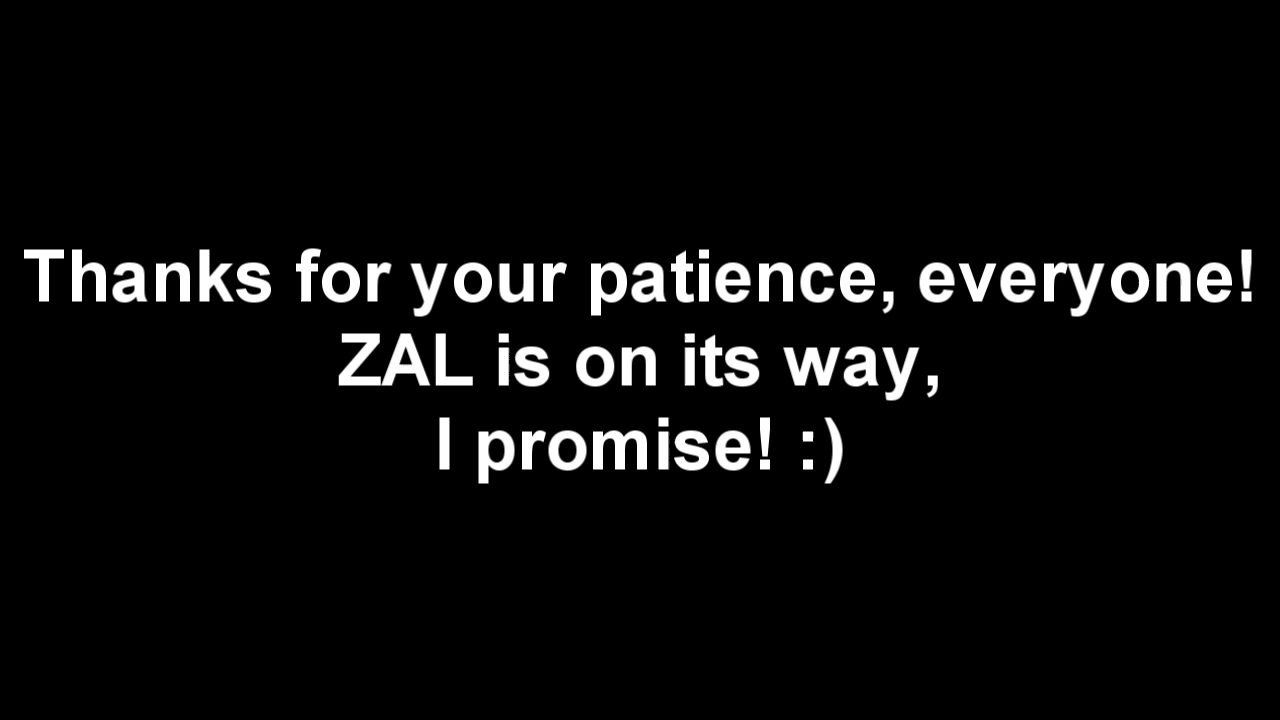 Thanks for your patience, everyone!
ZAL is on its way,
I promise! :)